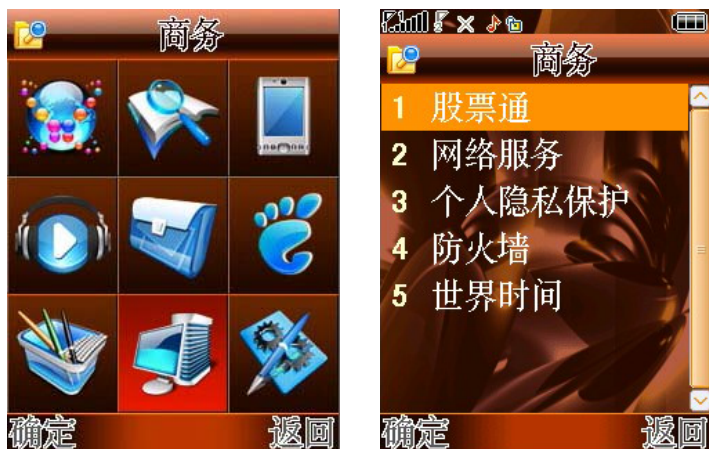 商务
确定 返回
商务
1 股票通
2 网络服务
3 个人隐私保护
4 防火墙
5 世界时间
确定 返回